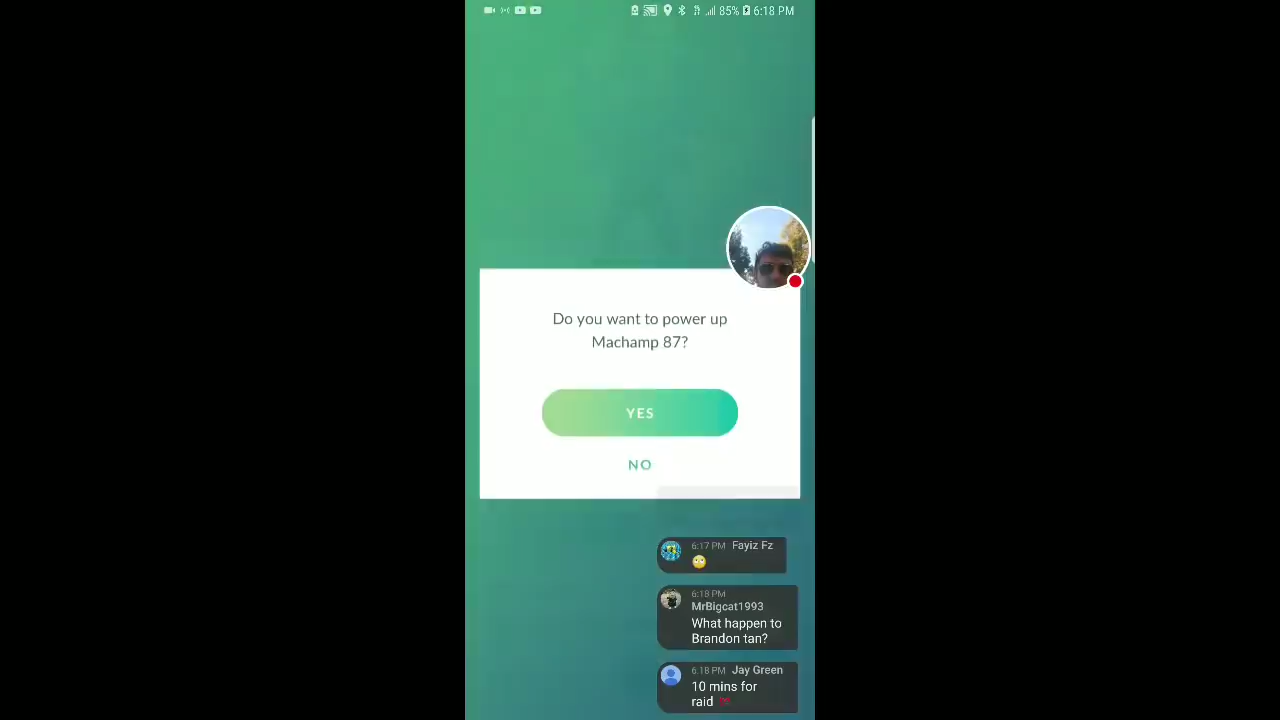 85% 6:18 PM
Do you want to power up
Machamp 87?
YES
NO
6:17 PM Fayiz Fz
6:18 PM
MrBigcat1993
What happen to
Brandon tan?
6:18 PM Jay Green
10 mins for
raid